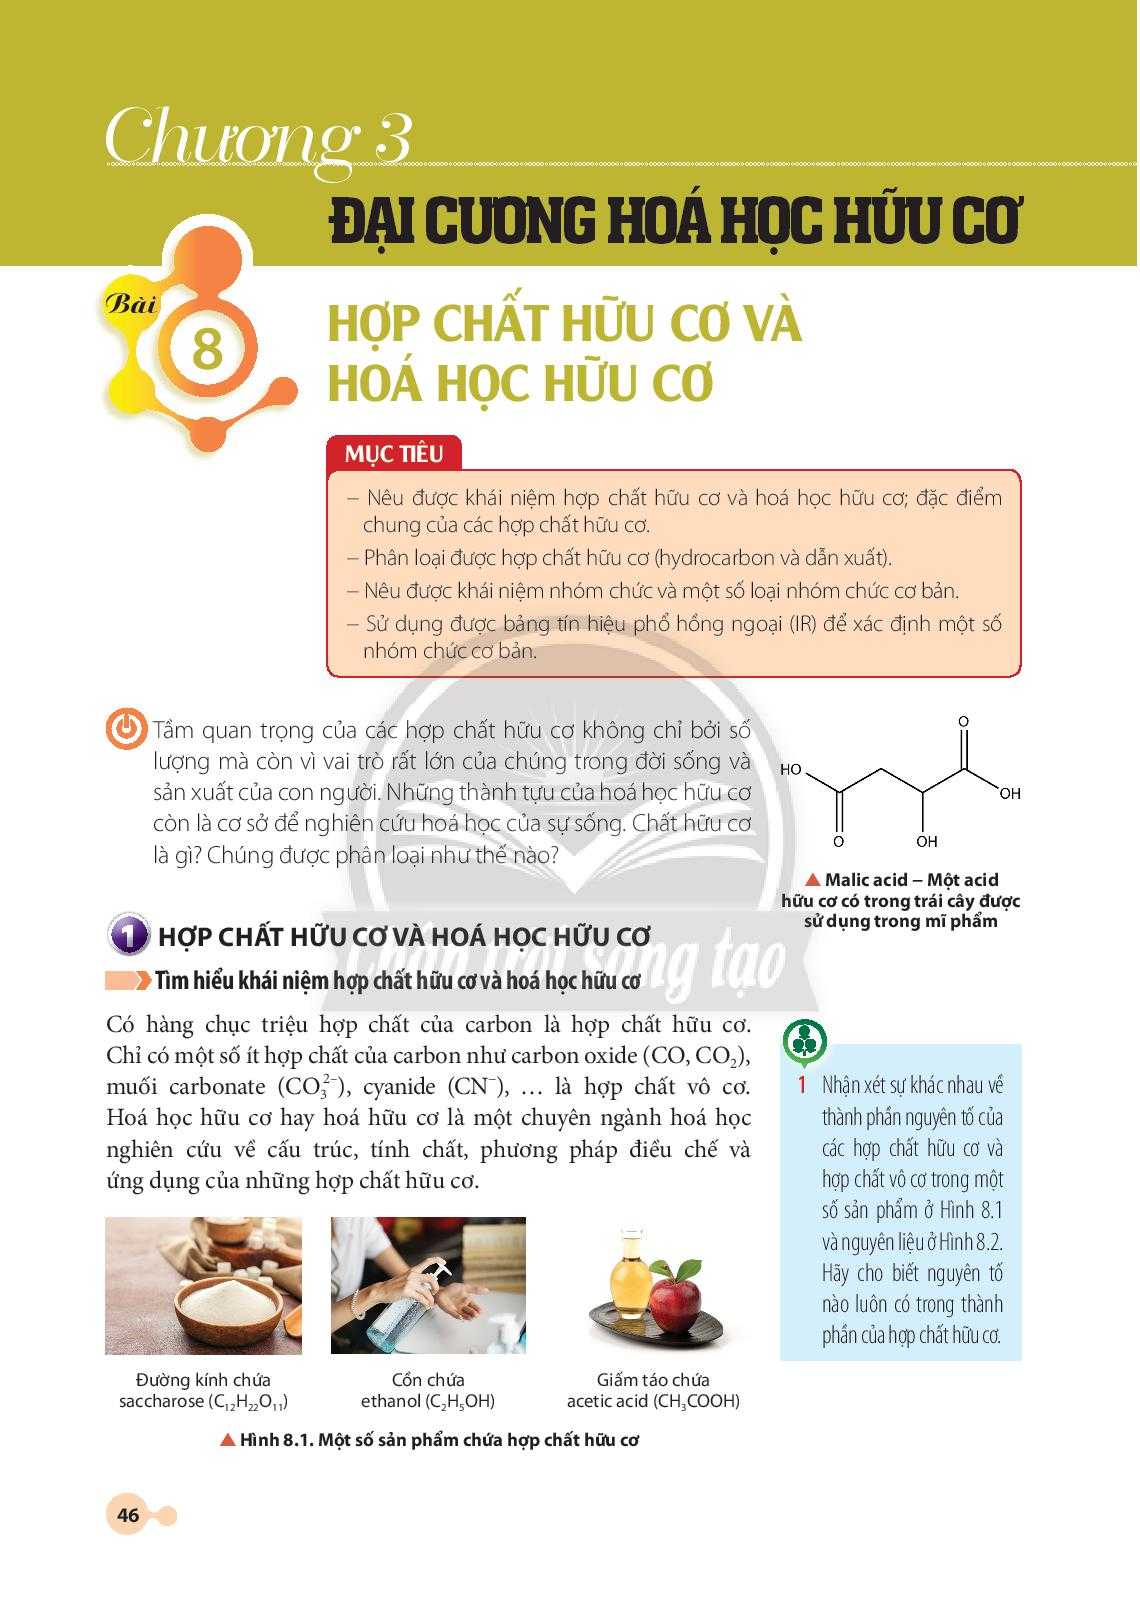 Chương 3
ĐẠI CƯƠNG HOÁ HỌC HỮU CƠ
Bài
8
HỢP CHẤT HỮU CƠ VÀ
HOÁ HỌC HỮU CƠ
MỤC TIÊU
– Nêu được khái niệm hợp chất hữu cơ và hoá học hữu cơ; đặc điểm
chung của các hợp chất hữu cơ.
– Phân loại được hợp chất hữu cơ (hydrocarbon và dẫn xuất).
– Nêu được khái niệm nhóm chức và một số loại nhóm chức cơ bản.
– Sử dụng được bảng tín hiệu phổ hồng ngoại (IR) để xác định một số
nhóm chức cơ bản.
Tầm quan trọng của các hợp chất hữu cơ không chỉ bởi số
lượng mà còn vì vai trò rất lớn của chúng trong đời sống và
sản xuất của con người. Những thành tựu của hoá học hữu cơ
còn là cơ sở để nghiên cứu hoá học của sự sống. Chất hữu cơ
là gì? Chúng được phân loại như thế nào?
O
HO
OH
O
OH
▲ Malic acid – Một acid
hữu cơ có trong trái cây được
sử dụng trong mĩ phẩm
1 HỢP CHẤT HỮU CƠ VÀ HOÁ HỌC HỮU CƠ
Chân trời sáng tạo
Tìm hiểu khái niệm hợp chất hữu cơ và hoá học hữu cơ
Có hàng chục triệu hợp chất của carbon là hợp chất hữu cơ.
Chỉ có một số ít hợp chất của carbon như carbon oxide (CO, CO₂),
muối carbonate (CO₃²⁻), cyanide (CN⁻), … là hợp chất vô cơ.
Hoá học hữu cơ hay hoá hữu cơ là một chuyên ngành hoá học
nghiên cứu về cấu trúc, tính chất, phương pháp điều chế và
ứng dụng của những hợp chất hữu cơ.
1 Nhận xét sự khác nhau về
thành phần nguyên tố của
các hợp chất hữu cơ và
hợp chất vô cơ trong một
số sản phẩm ở Hình 8.1
và nguyên liệu ở Hình 8.2.
Hãy cho biết nguyên tố
nào luôn có trong thành
phần của hợp chất hữu cơ.
Đường kính chứa
saccharose (C₁₂H₂₂O₁₁)
Cồn chứa
ethanol (C₂H₅OH)
Giấm táo chứa
acetic acid (CH₃COOH)
▲ Hình 8.1. Một số sản phẩm chứa hợp chất hữu cơ
46